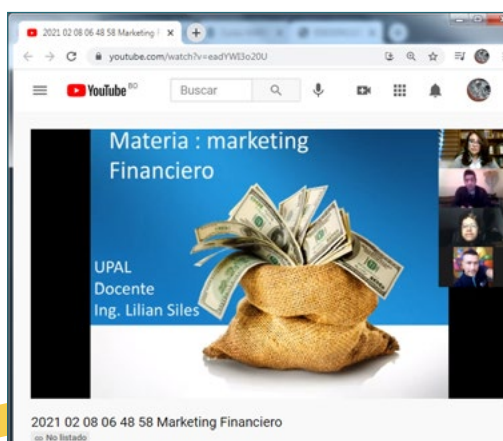 2021 02 08 06 48 58 Marketing F
youtube.com/watch?v=eadYWl3o20U
YouTube BO
Buscar
Materia : marketing
Financiero
UPAL
Docente
Ing. Lilian Siles
2021 02 08 06 48 58 Marketing Financiero
No listado